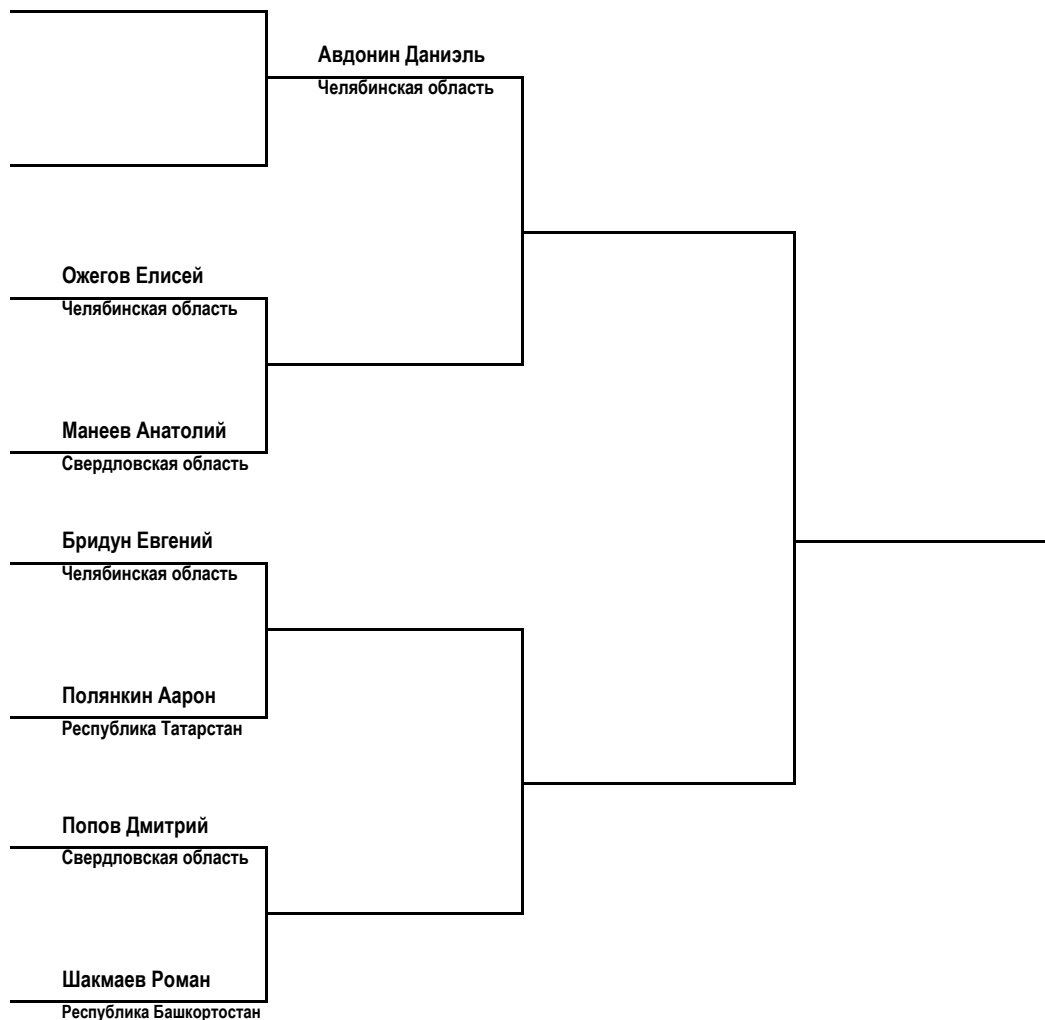 Авдонин Даниэль
Челябинская область
Ожегов Елисей
Челябинская область
Манеев Анатолий
Свердловская область
Бридун Евгений
Челябинская область
Полянкин Аарон
Республика Татарстан
Попов Дмитрий
Свердловская область
Шакмаев Роман
Республика Башкортостан